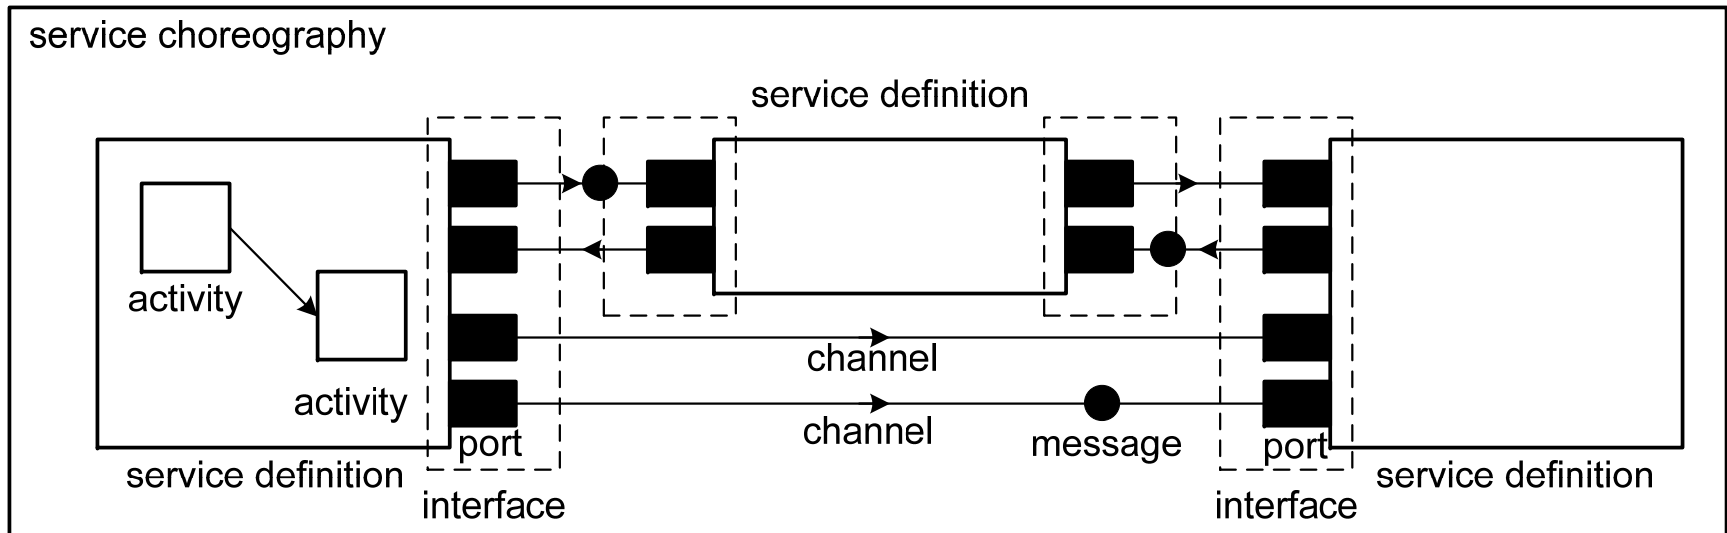 service choreography
service definition
activity
activity
channel
channel
port
message
port
service definition
service definition
interface
interface